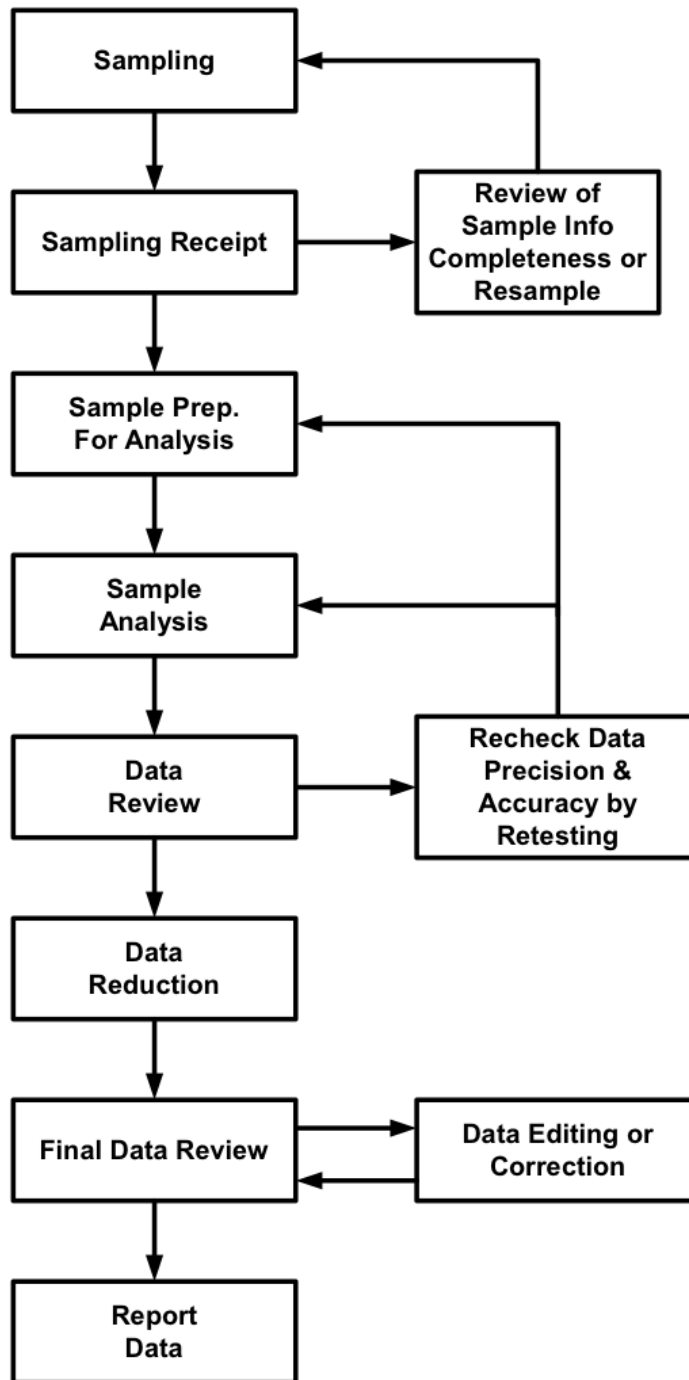 Sampling
Review of
Sample Info
Completeness or
Resample
Sampling Receipt
Sample Prep.
For Analysis
Sample
Analysis
Data
Review
Recheck Data
Precision &
Accuracy by
Retesting
Data
Reduction
Final Data Review
Data Editing or
Correction
Report
Data